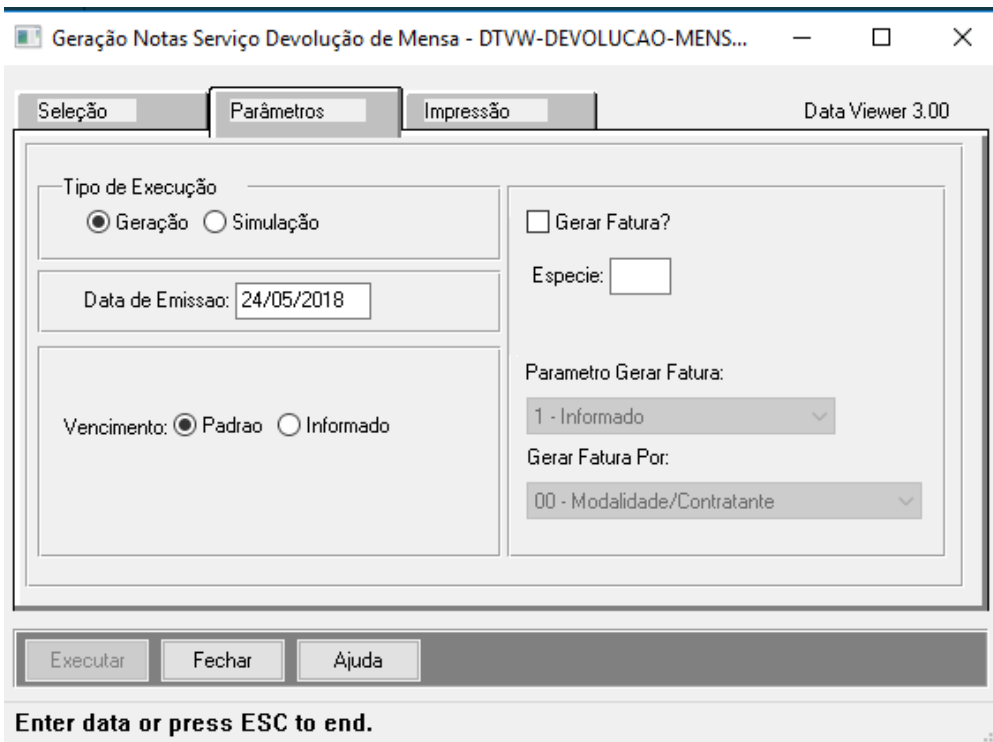 Geração Notas Serviço Devolução de Mensa - DTVW-DEVOLUCAO-MENS...
Seleção Parâmetros Impressão Data Viewer 3.00
Tipo de Execução
Geração Simulação
Data de Emissao: 24/05/2018
Vencimento: Padrao Informado
Gerar Fatura?
Especie:
Parametro Gerar Fatura:
1 - Informado
Gerar Fatura Por:
00 - Modalidade/Contratante
Executar Fechar Ajuda
Enter data or press ESC to end.